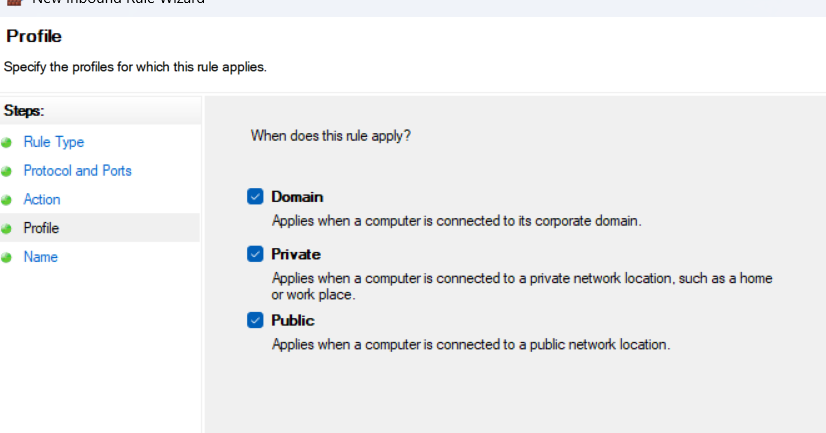 New Inbound Rule Wizard
Profile
Specify the profiles for which this rule applies.
Steps:
Rule Type
Protocol and Ports
Action
Profile
Name
When does this rule apply?
Domain
Applies when a computer is connected to its corporate domain.
Private
Applies when a computer is connected to a private network location, such as a home
or work place.
Public
Applies when a computer is connected to a public network location.